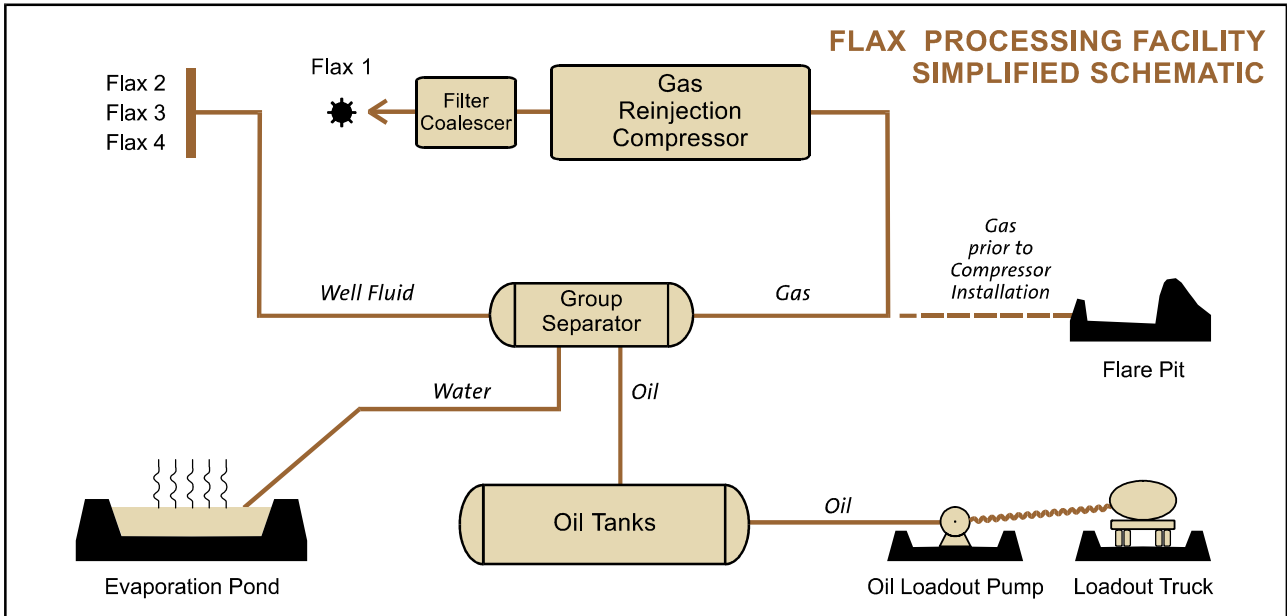 FLAX PROCESSING FACILITY
SIMPLIFIED SCHEMATIC
Flax 2
Flax 3
Flax 4
Flax 1
Filter
Coalescer
Gas
Reinjection
Compressor
Gas
prior to
Compressor
Installation
Well Fluid
Group
Separator
Gas
Flare Pit
Water
Oil
Oil Tanks
Oil
Evaporation Pond
Oil Loadout Pump
Loadout Truck